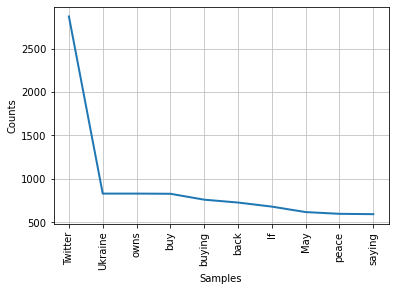 2500
2000
1500
1000
500
Counts
Twitter
Ukraine
owns
buy
buying
back
If
May
peace
saying
Samples